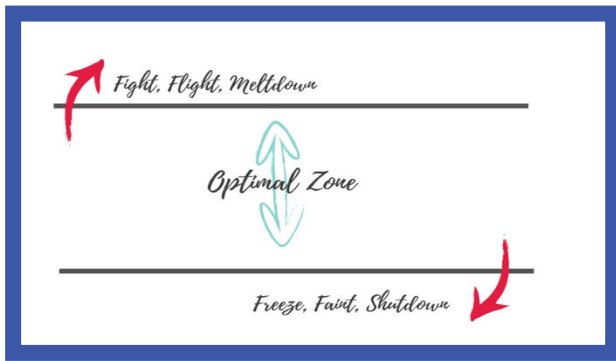 Fight, Flight, Meltdown
Optimal Zone
Freeze, Faint, Shutdown